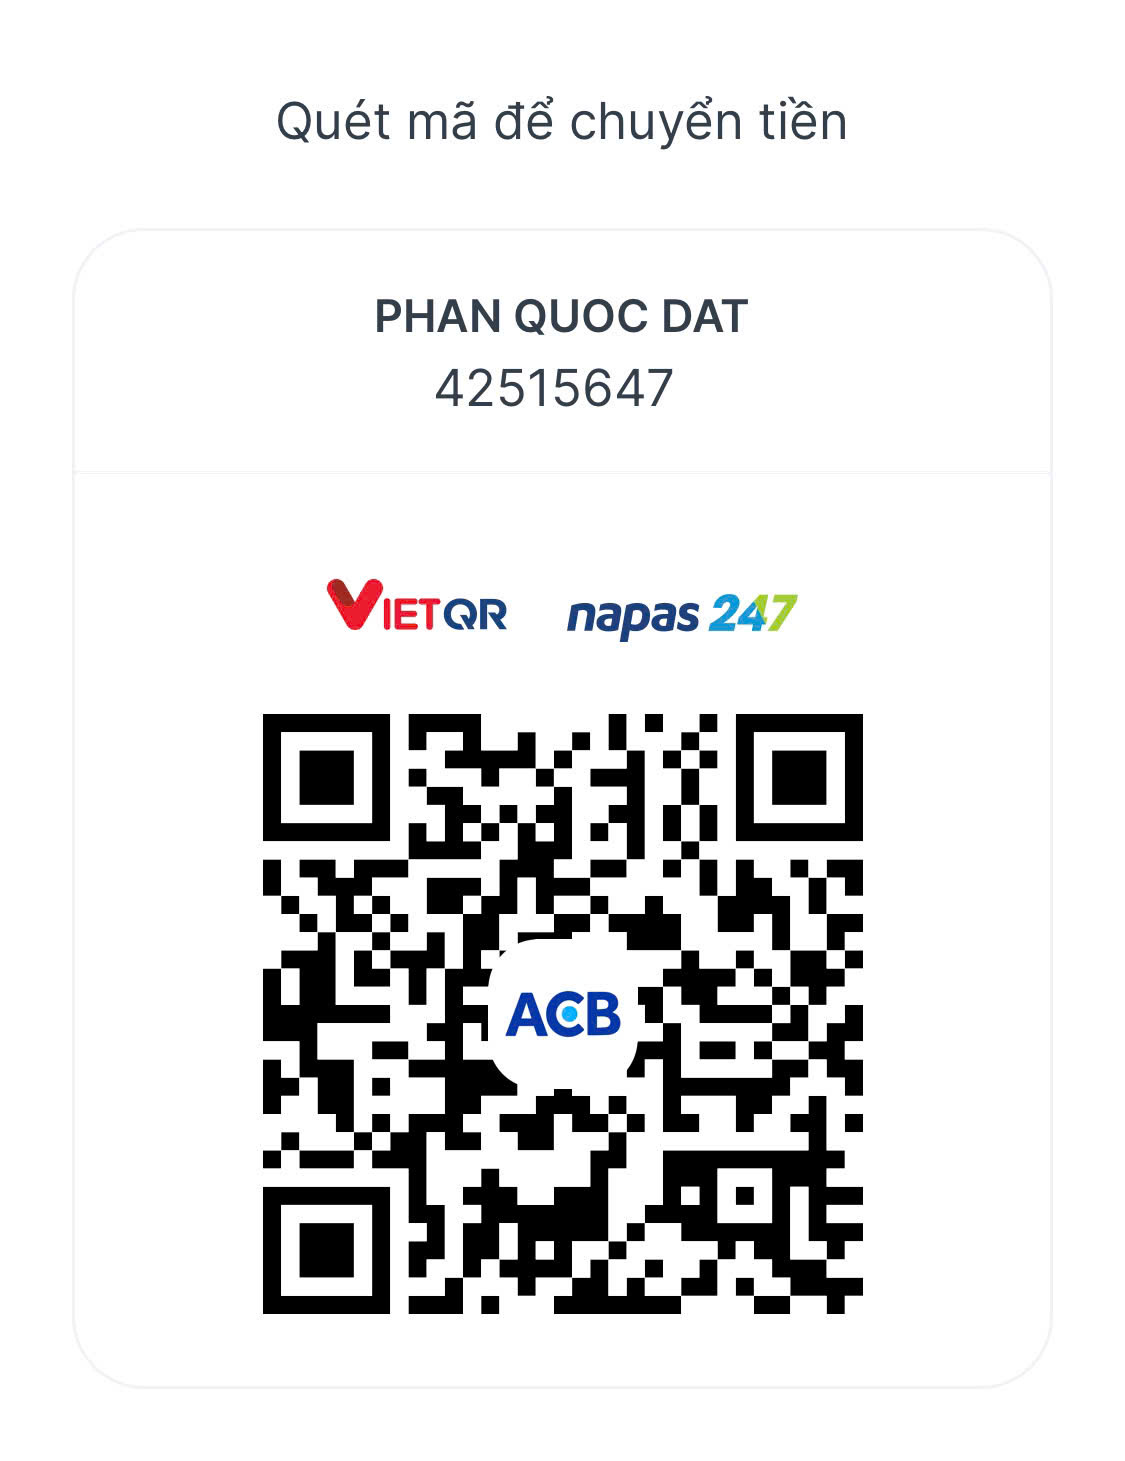 Quét mã để chuyển tiền
PHAN QUOC DAT
42515647
VIETQR napas 247
ACB